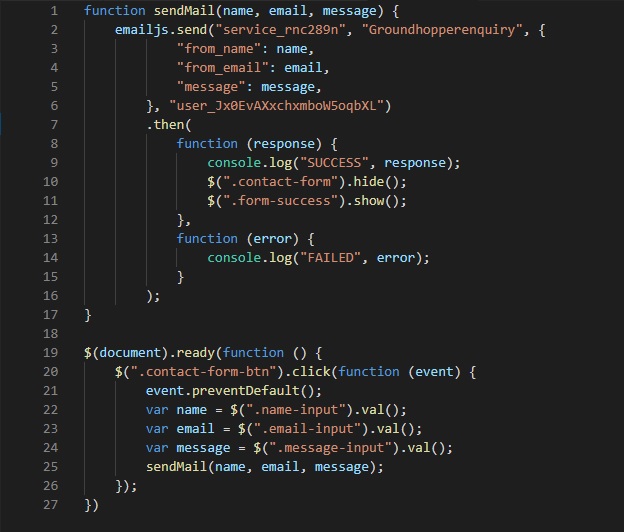 1 function sendMail(name, email, message) {
2     emailjs.send("service_rnc289n", "Groundhopperenquiry", {
3             "from_name": name,
4             "from_email": email,
5             "message": message,
6         }, "user_Jx0EvAXxchxmboW5oqbXL")
7         .then(
8             function (response) {
9                 console.log("SUCCESS", response);
10                 $(".contact-form").hide();
11                 $(".form-success").show();
12             },
13             function (error) {
14                 console.log("FAILED", error);
15             }
16         );
17 }
18
19 $(document).ready(function () {
20     $(".contact-form-btn").click(function (event) {
21         event.preventDefault();
22         var name = $(".name-input").val();
23         var email = $(".email-input").val();
24         var message = $(".message-input").val();
25         sendMail(name, email, message);
26     });
27 })